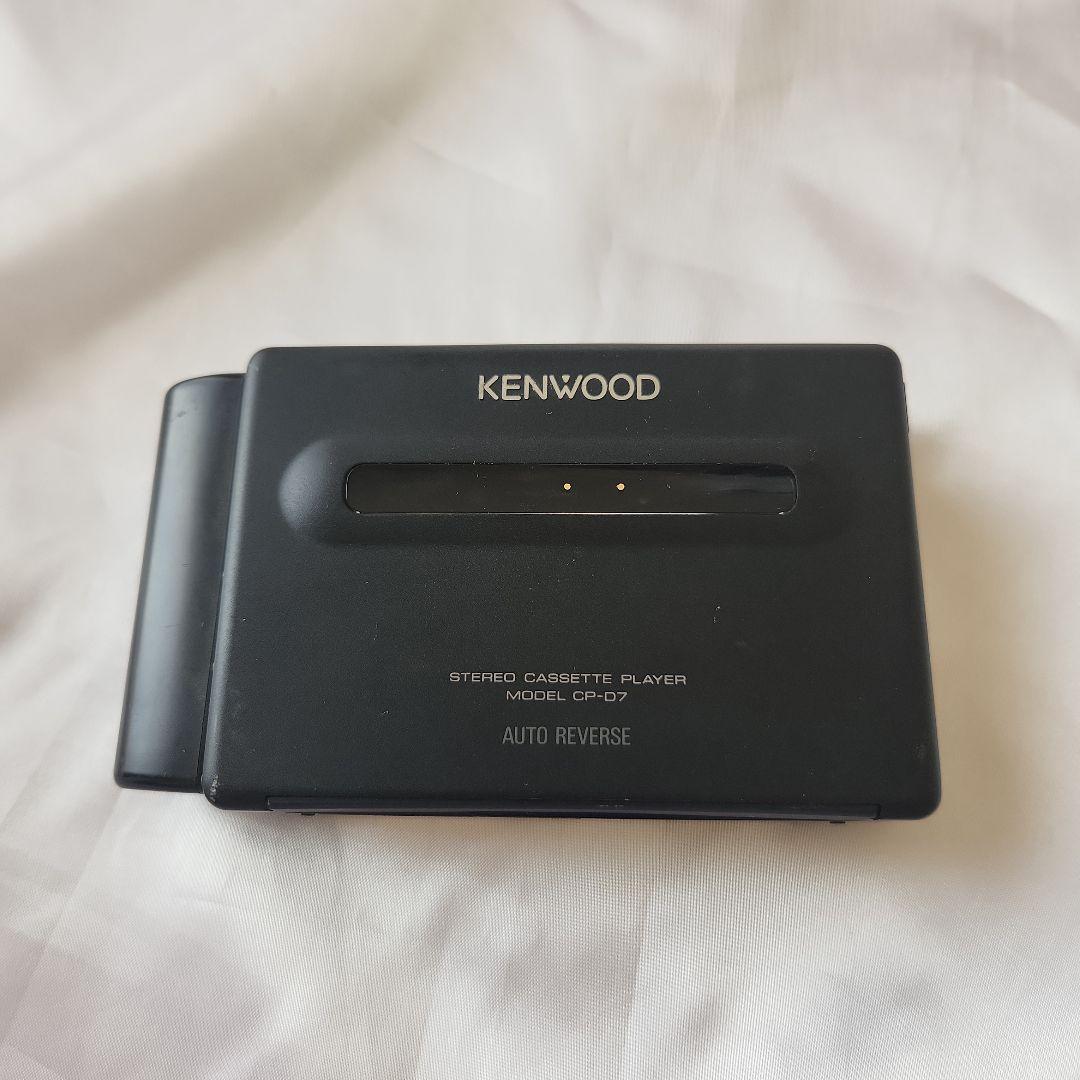 KENWOOD
STEREO CASSETTE PLAYER
MODEL CP-D7
AUTO REVERSE